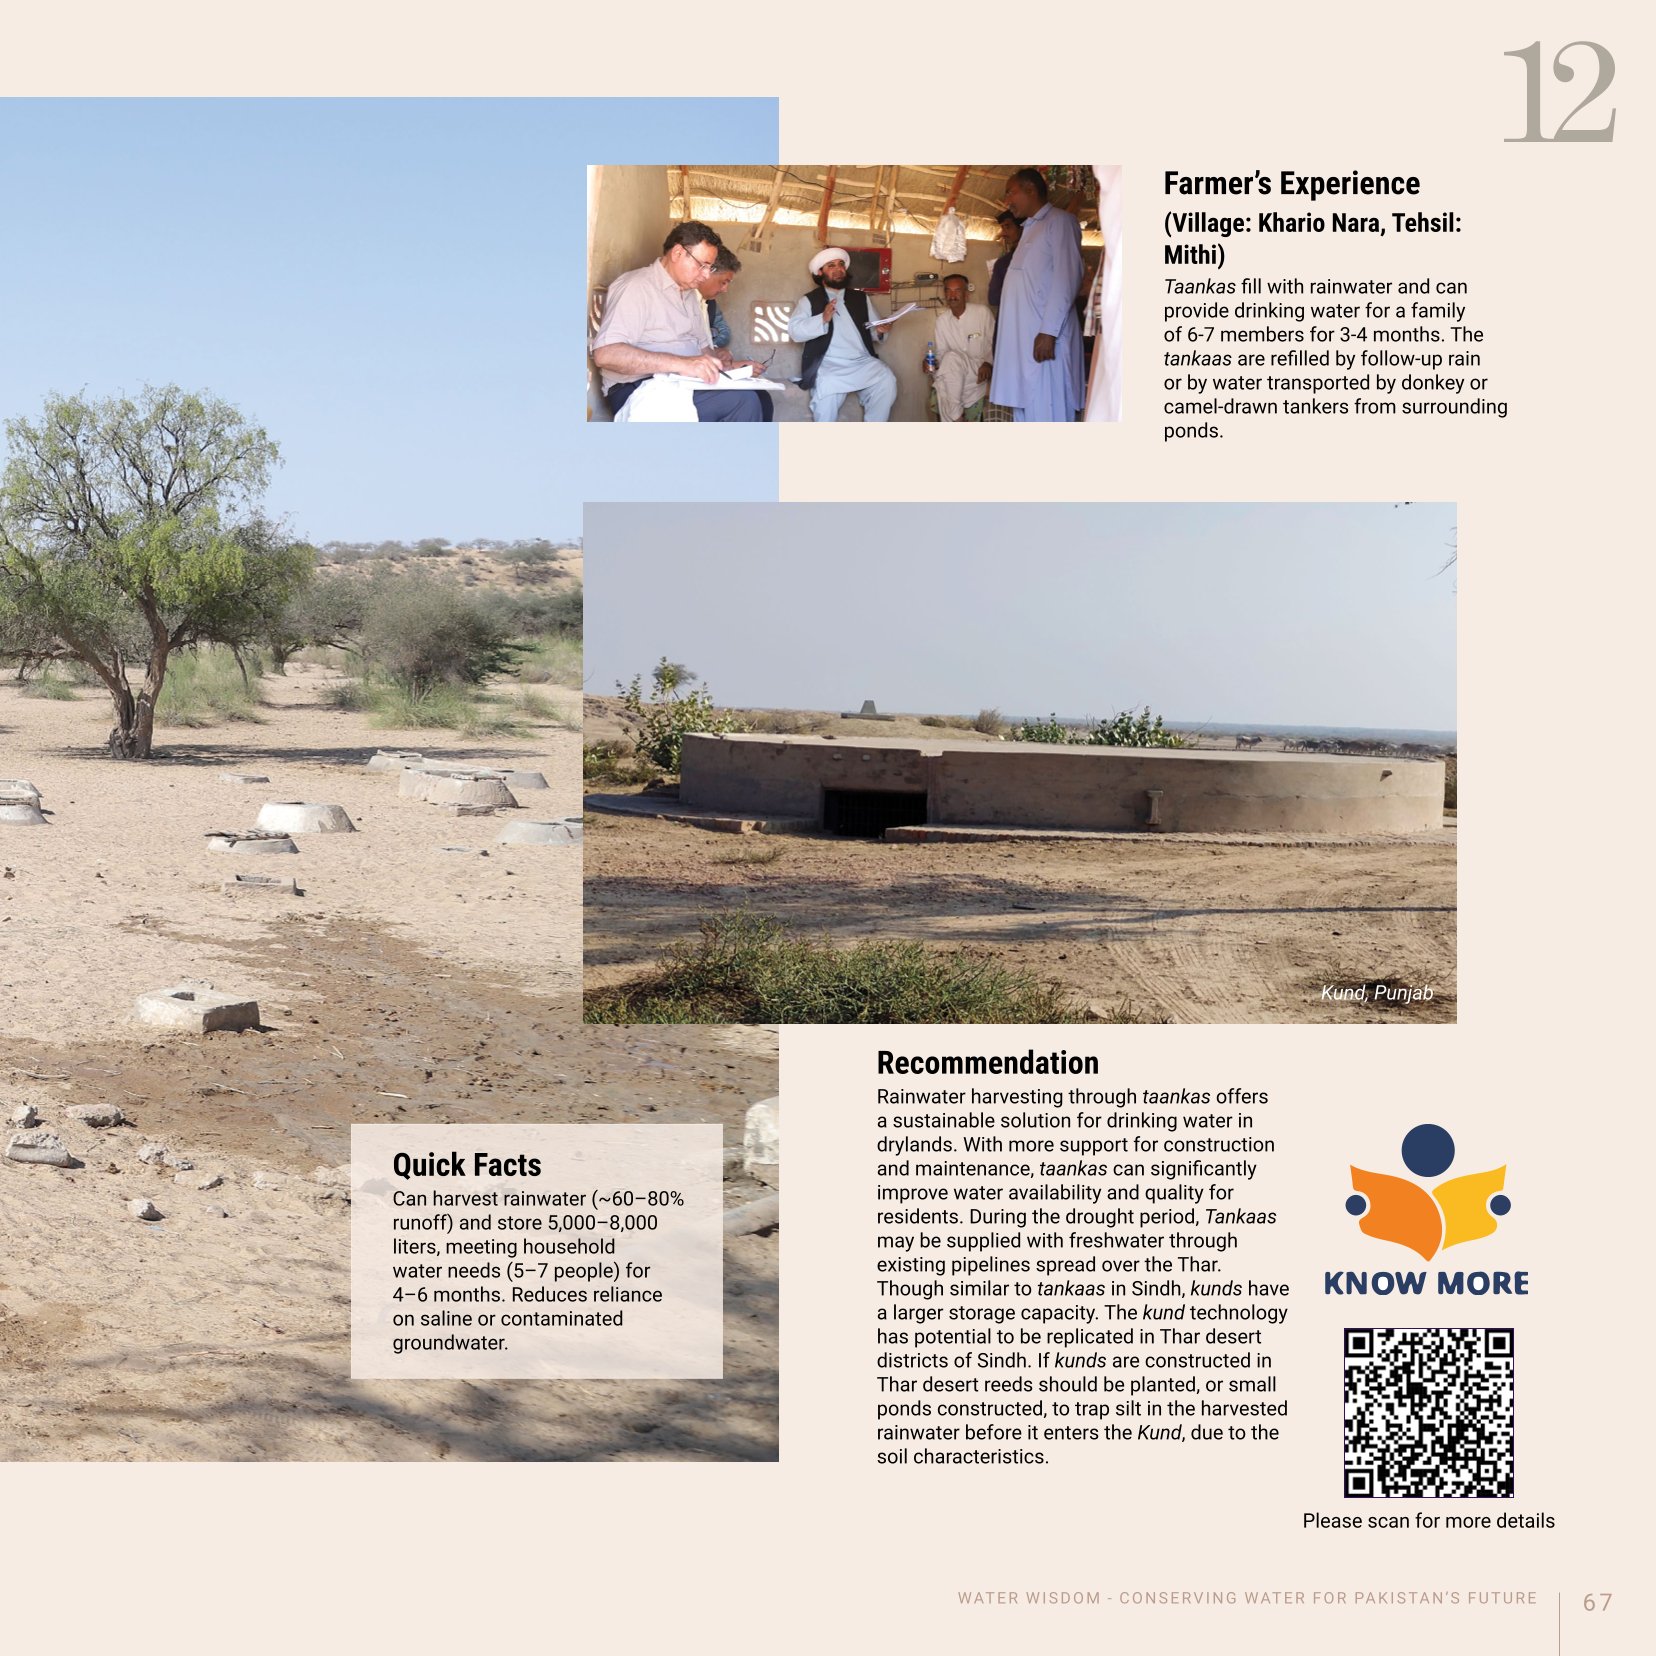 12
Farmer’s Experience
(Village: Khario Nara, Tehsil:
Mithi)
Taankas fill with rainwater and can
provide drinking water for a family
of 6-7 members for 3-4 months. The
tankaas are refilled by follow-up rain
or by water transported by donkey or
camel-drawn tankers from surrounding
ponds.
Kund, Punjab
Quick Facts
Can harvest rainwater (~60–80%
runoff) and store 5,000–8,000
liters, meeting household
water needs (5–7 people) for
4–6 months. Reduces reliance
on saline or contaminated
groundwater.
Recommendation
Rainwater harvesting through taankas offers
a sustainable solution for drinking water in
drylands. With more support for construction
and maintenance, taankas can significantly
improve water availability and quality for
residents. During the drought period, Tankaas
may be supplied with freshwater through
existing pipelines spread over the Thar.
Though similar to tankaas in Sindh, kunds have
a larger storage capacity. The kund technology
has potential to be replicated in Thar desert
districts of Sindh. If kunds are constructed in
Thar desert reeds should be planted, or small
ponds constructed, to trap silt in the harvested
rainwater before it enters the Kund, due to the
soil characteristics.
KNOW MORE
Please scan for more details
WATER WISDOM - CONSERVING WATER FOR PAKISTAN’S FUTURE
67